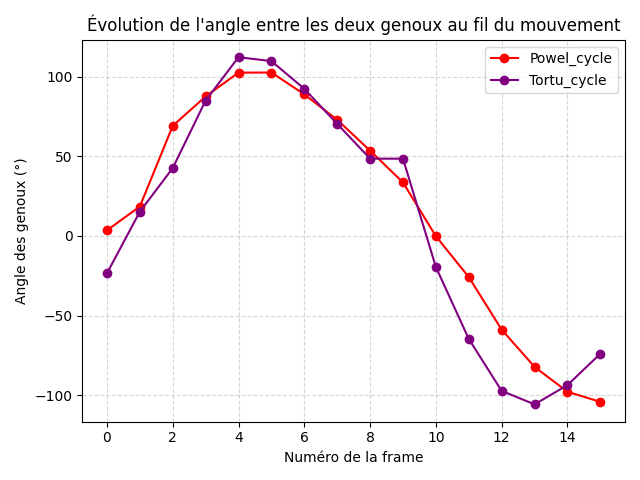 Évolution de l'angle entre les deux genoux au fil du mouvement
Powel_cycle
Tortu_cycle
Angle des genoux (°)
100
50
0
−50
−100
0 2 4 6 8 10 12 14
Numéro de la frame